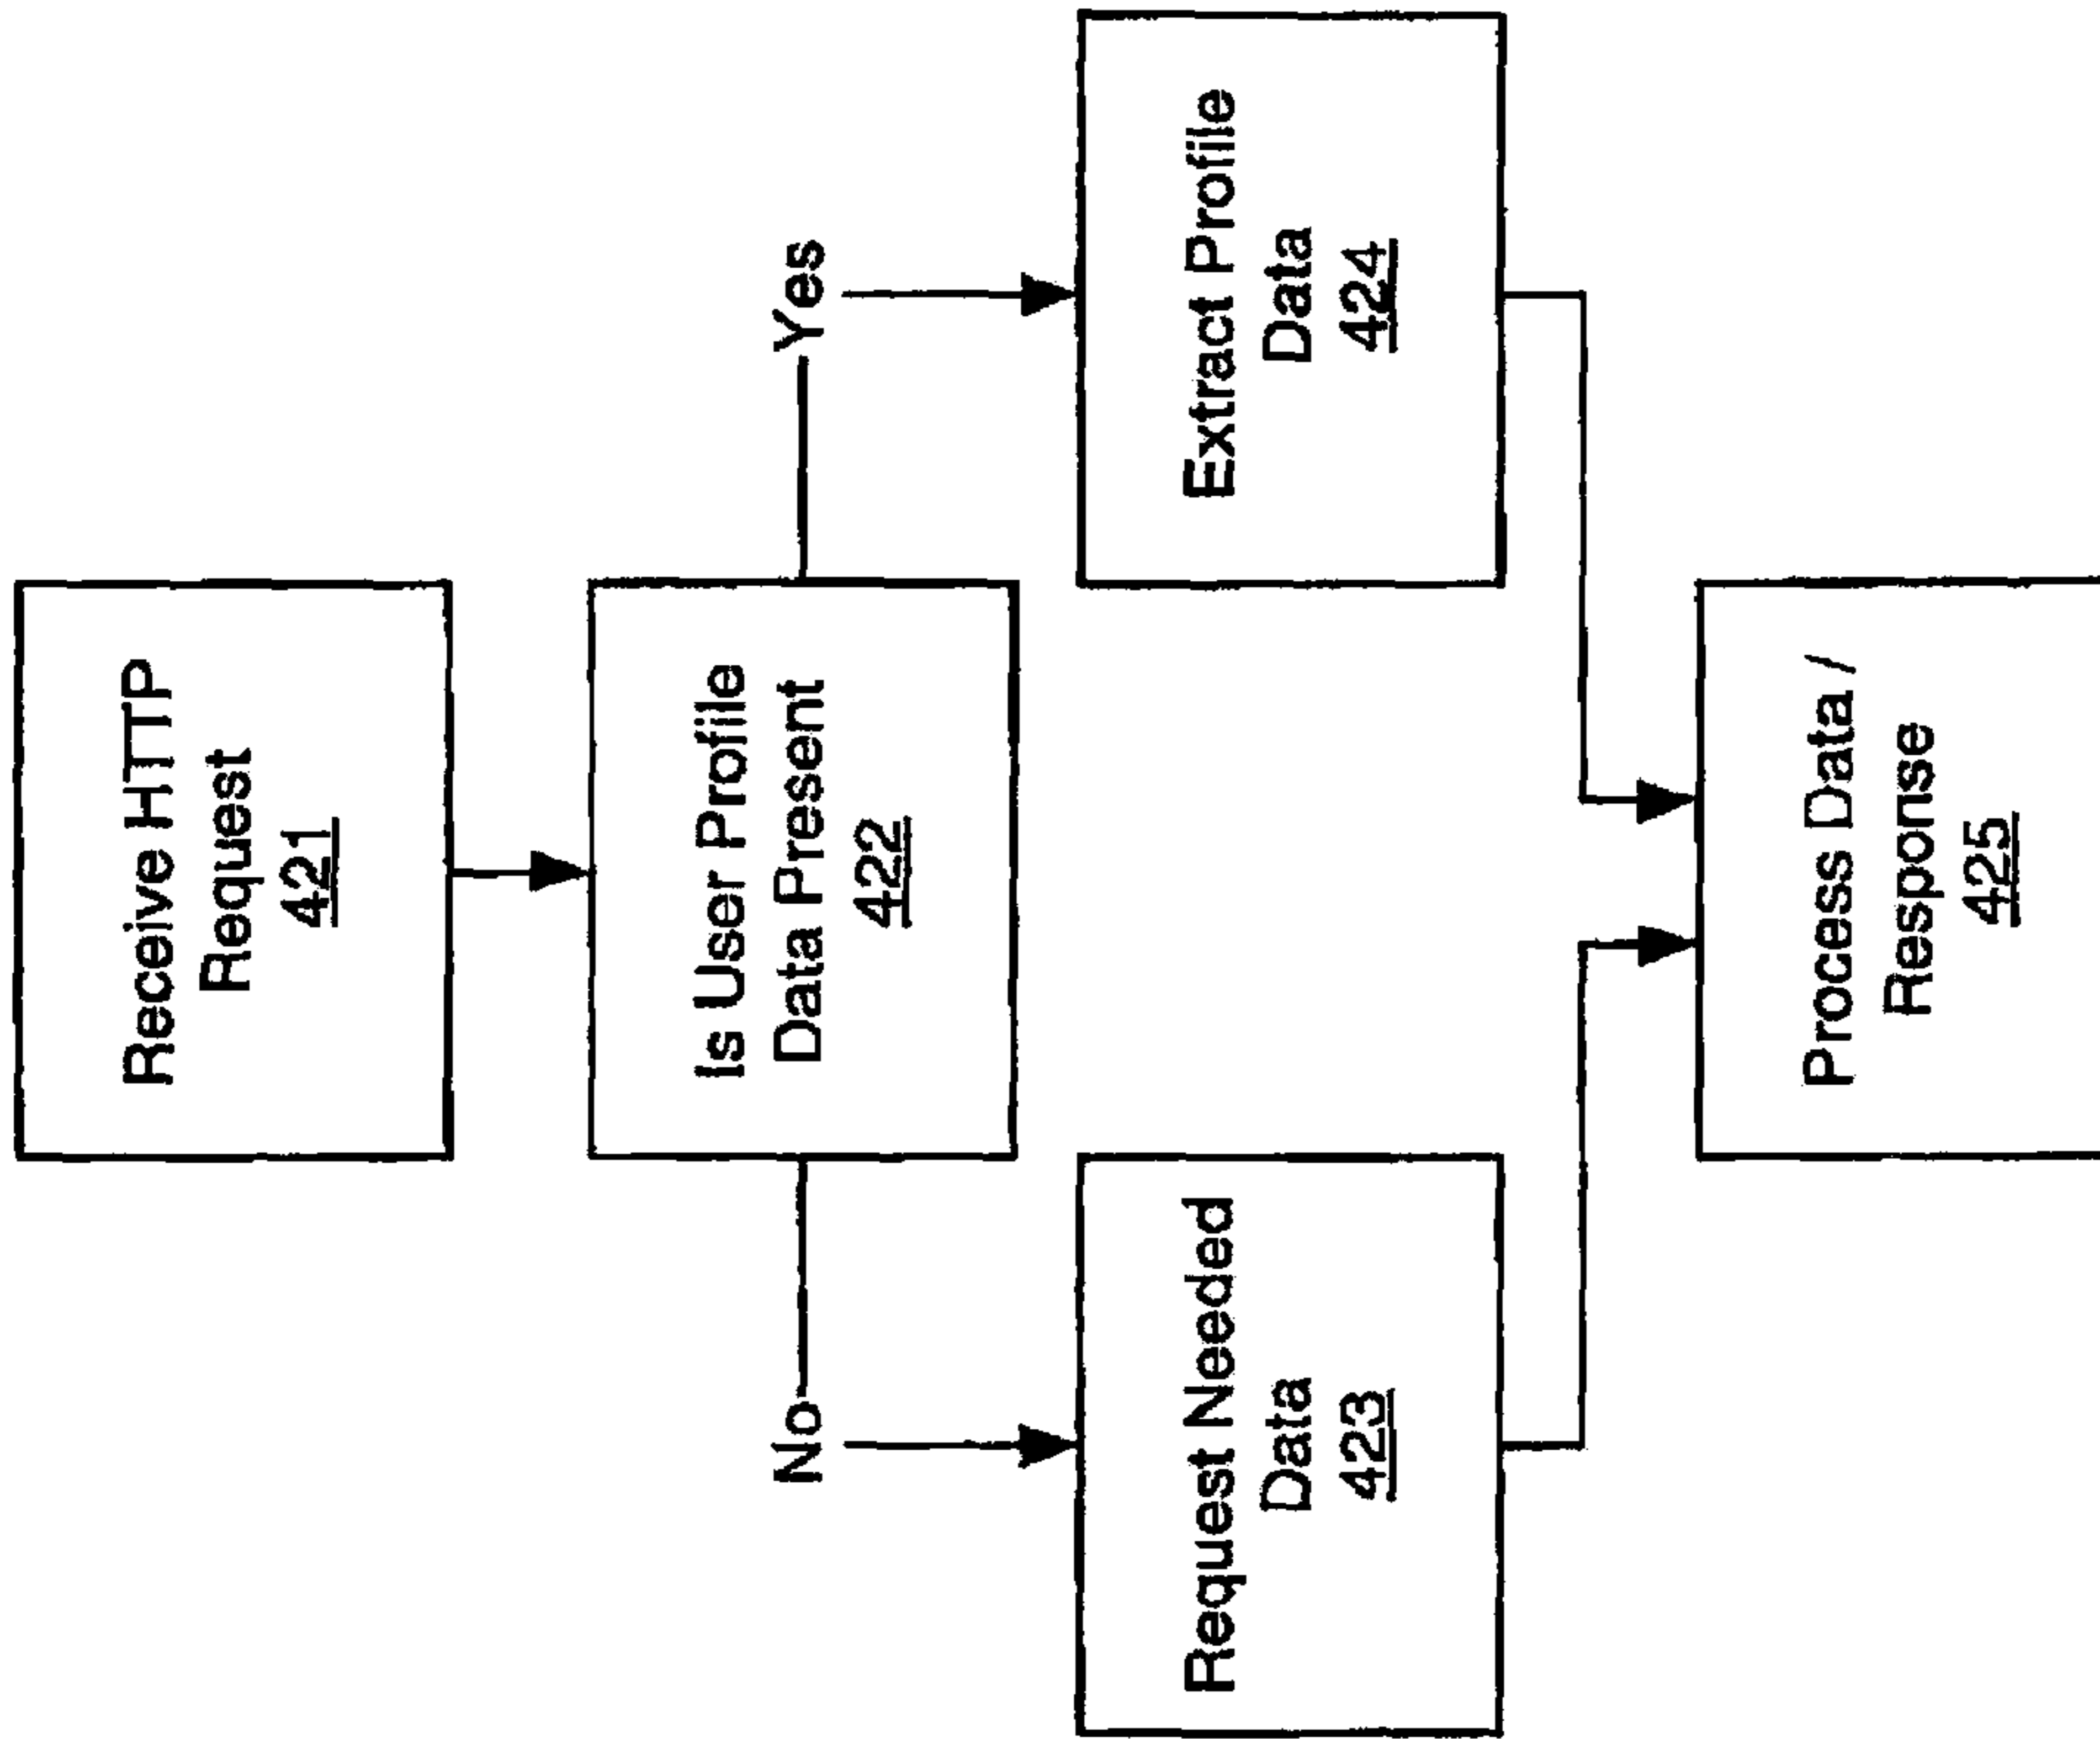 Receive HTTP
Request
421
Is User Profile
Data Present
422
No
Yes
Request Needed
Data
423
Extract Profile
Data
424
Process Data /
Response
425